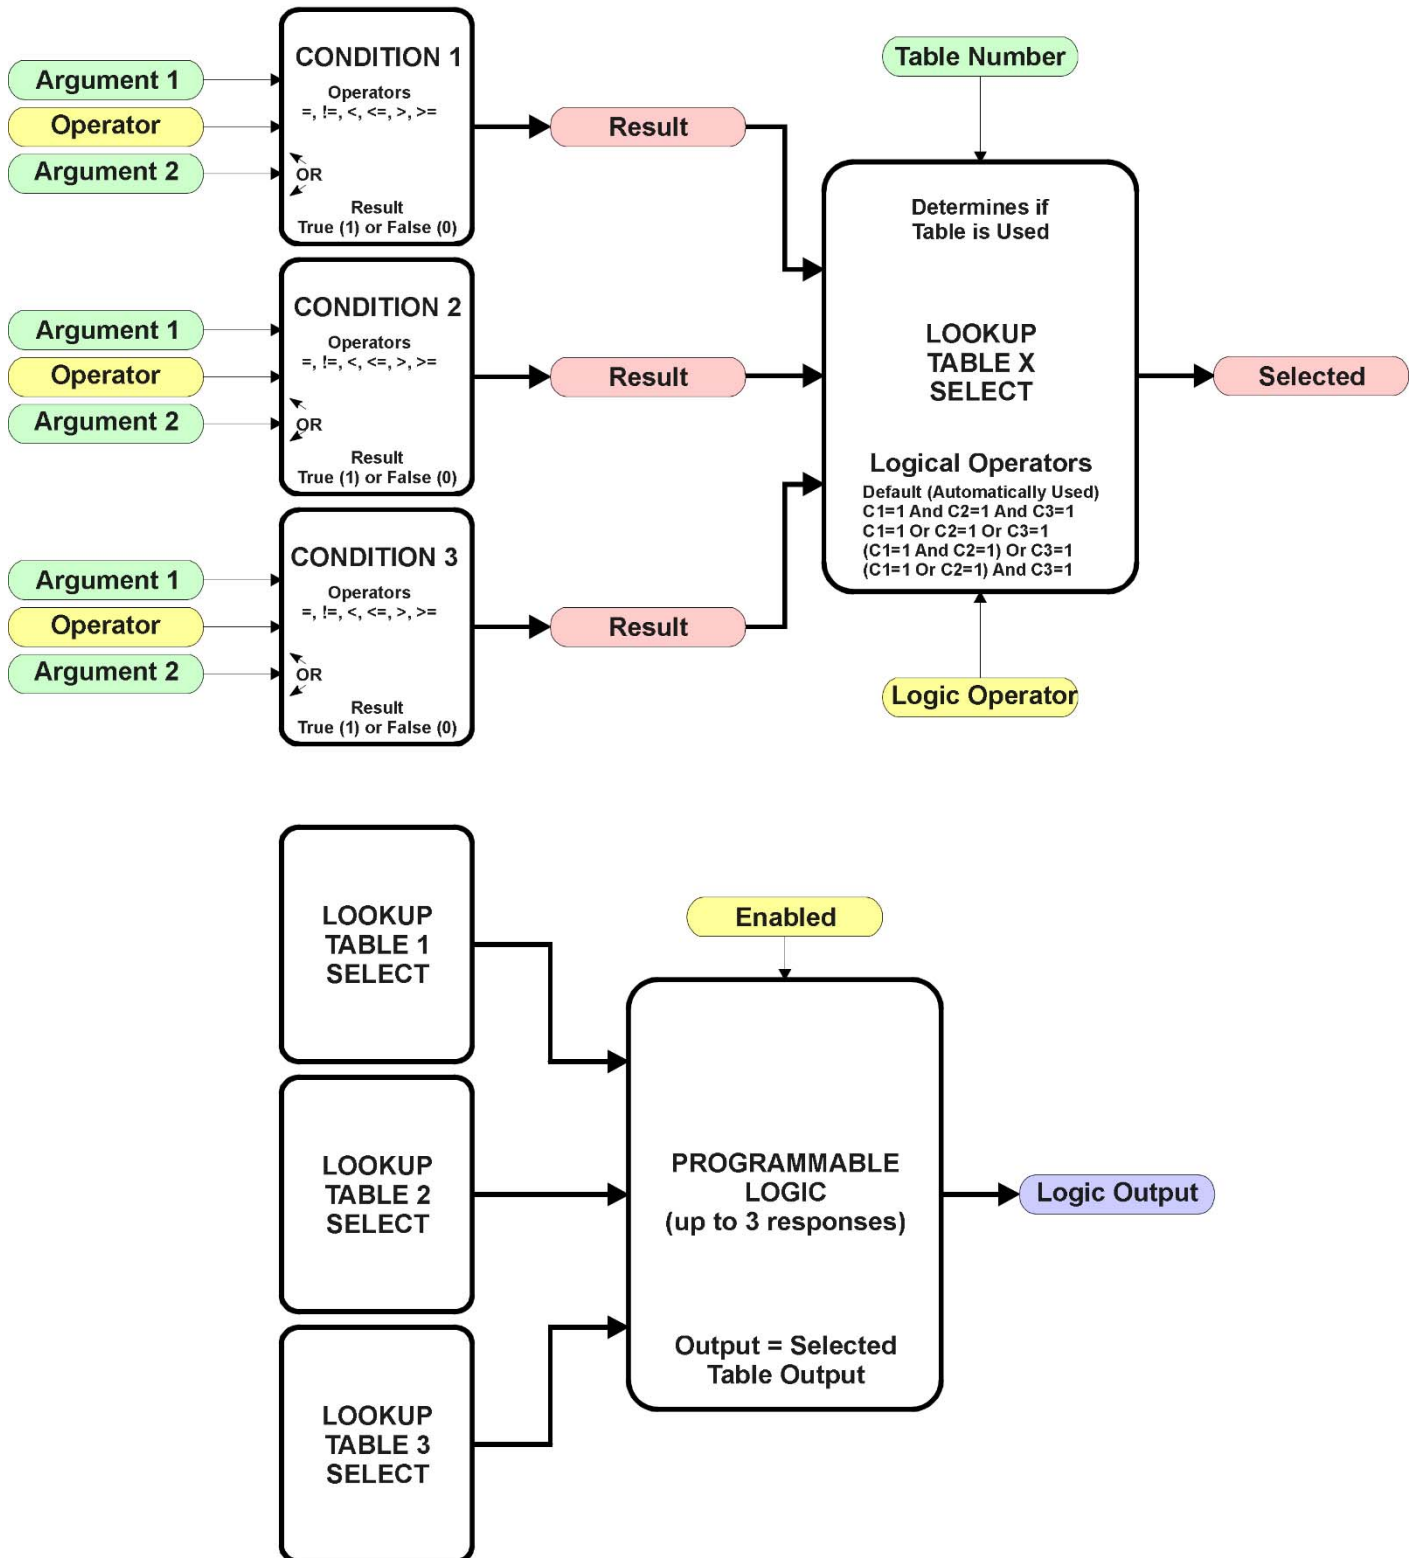 Argument 1
Operator
Argument 2
CONDITION 1
Operators
=, !=, <, <=, >, >=
OR
Result
True (1) or False (0)
Result
Argument 1
Operator
Argument 2
CONDITION 2
Operators
=, !=, <, <=, >, >=
OR
Result
True (1) or False (0)
Result
Argument 1
Operator
Argument 2
CONDITION 3
Operators
=, !=, <, <=, >, >=
OR
Result
True (1) or False (0)
Result
Table Number
Determines if
Table is Used
LOOKUP
TABLE X
SELECT
Logical Operators
Default (Automatically Used)
C1=1 And C2=1 And C3=1
C1=1 Or C2=1 Or C3=1
(C1=1 And C2=1) Or C3=1
(C1=1 Or C2=1) And C3=1
Logic Operator
Selected
LOOKUP
TABLE 1
SELECT
LOOKUP
TABLE 2
SELECT
LOOKUP
TABLE 3
SELECT
Enabled
PROGRAMMABLE
LOGIC
(up to 3 responses)
Output = Selected
Table Output
Logic Output